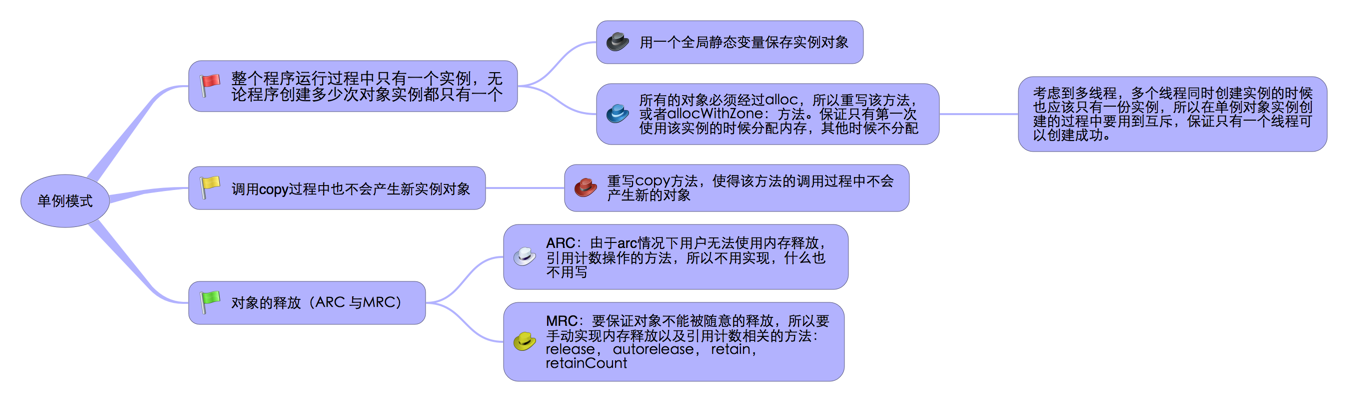 单例模式
整个程序运行过程中只有一个实例，无
论程序创建多少次对象实例都只有一个
用一个全局静态变量保存实例对象
所有的对象必须经过alloc，所以重写该方法，
或者allocWithZone：方法。保证只有第一次
使用该实例的时候分配内存，其他时候不分配
考虑到多线程，多个线程同时创建实例的时候
也应该只有一份实例，所以在单例对象实例创
建的过程中要用到互斥，保证只有一个线程可
以创建成功。
调用copy过程中也不会产生新实例对象
重写copy方法，使得该方法的调用过程中不会
产生新的对象
对象的释放（ARC 与MRC）
ARC：由于arc情况下用户无法使用内存释放，
引用计数操作的方法，所以不用实现，什么也
不用写
MRC：要保证对象不能被随意的释放，所以要
手动实现内存释放以及引用计数相关的方法：
release， autorelease， retain，
retainCount